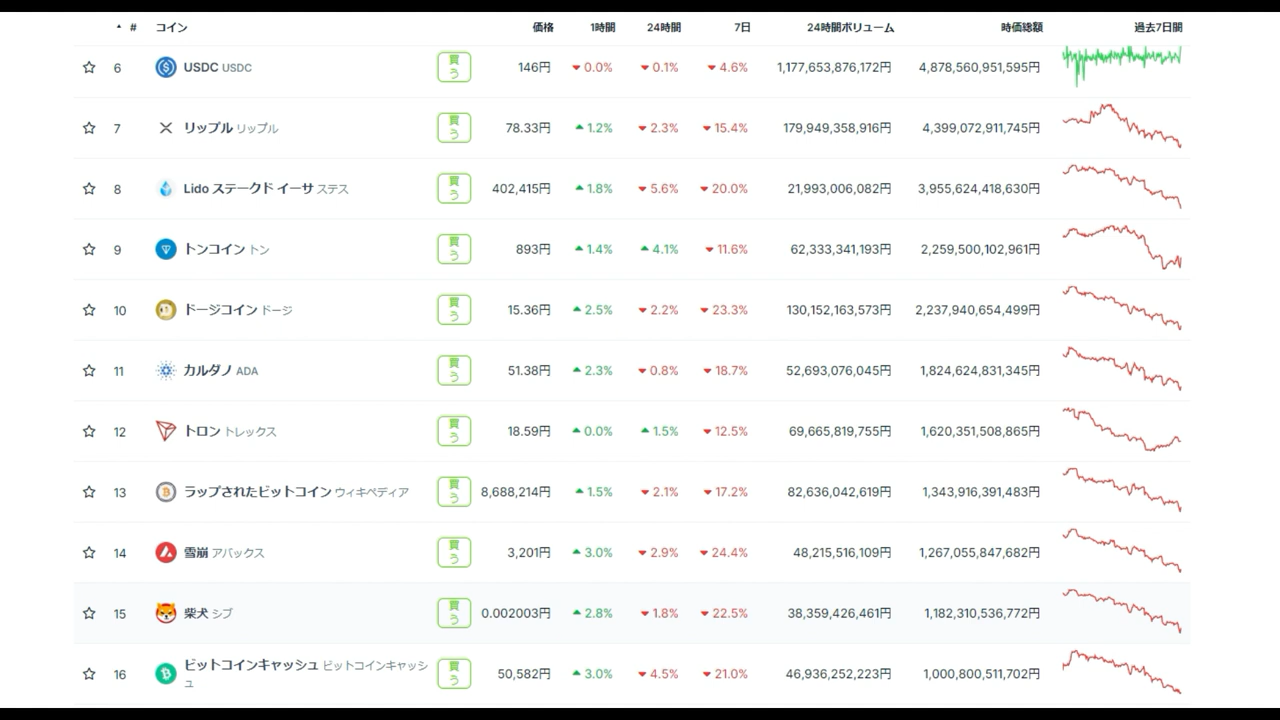 # コイン 価格 1時間 24時間 7日 24時間ボリューム 時価総額 過去7日間
6 USDC USDC 買う 146円 0.0% 0.1% 4.6% 1,177,653,876,172円 4,878,560,951,595円
7 リップル リップル 買う 78.33円 1.2% 2.3% 15.4% 179,949,358,916円 4,399,072,911,745円
8 Lido ステークド イーサ ステス 買う 402,415円 1.8% 5.6% 20.0% 21,993,006,082円 3,955,624,418,630円
9 トンコイン トン 買う 893円 1.4% 4.1% 11.6% 62,333,341,193円 2,259,500,102,961円
10 ドージコイン ドージ 買う 15.36円 2.5% 2.2% 23.3% 130,152,163,573円 2,237,940,654,499円
11 カルダノ ADA 買う 51.38円 2.3% 0.8% 18.7% 52,693,076,045円 1,824,624,831,345円
12 トロン トレックス 買う 18.59円 0.0% 1.5% 12.5% 69,665,819,755円 1,620,351,508,865円
13 ラップされたビットコイン ウィキペディア 買う 8,688,214円 1.5% 2.1% 17.2% 82,636,042,619円 1,343,916,391,483円
14 雪崩 アバックス 買う 3,201円 3.0% 2.9% 24.4% 48,215,516,109円 1,267,055,847,682円
15 柴犬 シブ 買う 0.002003円 2.8% 1.8% 22.5% 38,359,426,461円 1,182,310,536,772円
16 ビットコインキャッシュ ビットコインキャッシュ 買う 50,582円 3.0% 4.5% 21.0% 46,936,252,223円 1,000,800,511,702円